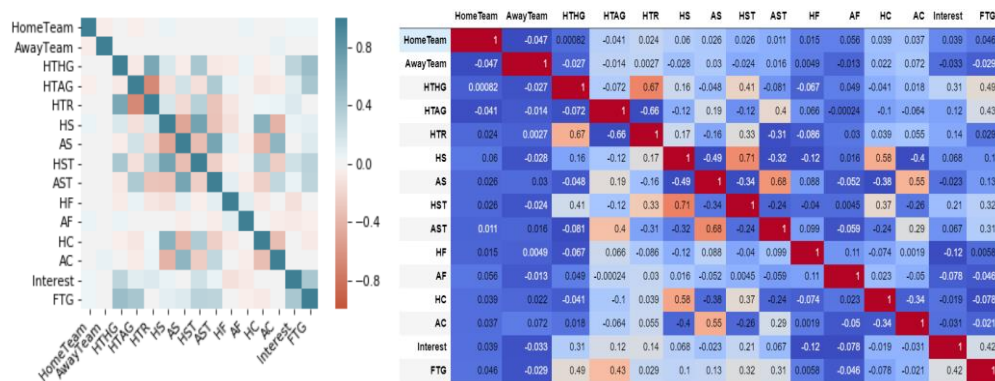 HomeTeam
AwayTeam
HTHG
HTAG
HTR
HS
AS
HST
AST
HF
AF
HC
AC
Interest
FTG
HomeTeam
AwayTeam
HTHG
HTAG
HTR
HS
AS
HST
AST
HF
AF
HC
AC
Interest
FTG
0.8
0.4
0.0
-0.4
-0.8
HomeTeam AwayTeam HTHG HTAG HTR HS AS HST AST HF AF HC AC Interest FTG
HomeTeam 1 -0.047 0.00082 -0.041 0.024 0.06 0.026 0.026 0.011 0.015 0.056 0.039 0.037 0.039 0.046
AwayTeam -0.047 1 -0.027 -0.014 0.0027 -0.028 0.03 -0.024 0.016 0.0049 -0.013 0.022 0.072 -0.033 -0.029
HTHG 0.00082 -0.027 1 -0.072 0.67 0.16 -0.048 0.41 -0.081 -0.067 0.049 -0.041 0.018 0.31 0.49
HTAG -0.041 -0.014 -0.072 1 -0.66 -0.12 0.19 -0.12 0.4 0.066 -0.00024 -0.1 -0.064 0.12 0.43
HTR 0.024 0.0027 0.67 -0.66 1 0.17 -0.16 0.33 -0.31 -0.086 0.03 0.039 0.055 0.14 0.029
HS 0.06 -0.028 0.16 -0.12 0.17 1 -0.49 0.71 -0.32 -0.12 0.016 0.58 -0.4 0.068 0.1
AS 0.026 0.03 -0.048 0.19 -0.16 -0.49 1 -0.34 0.68 0.088 -0.052 -0.38 0.55 -0.023 0.13
HST 0.026 -0.024 0.41 -0.12 0.33 0.71 -0.34 1 -0.24 -0.04 0.0045 0.37 -0.26 0.21 0.32
AST 0.011 0.016 -0.081 0.4 -0.31 -0.32 0.68 -0.24 1 0.099 -0.059 -0.24 0.29 0.067 0.31
HF 0.015 0.0049 -0.067 0.066 -0.086 -0.12 0.088 -0.04 0.099 1 0.11 -0.074 0.0019 -0.12 0.0058
AF 0.056 -0.013 0.049 -0.00024 0.03 0.016 -0.052 0.0045 -0.059 0.11 1 0.023 -0.05 -0.078 -0.046
HC 0.039 0.022 -0.041 -0.1 0.039 0.58 -0.38 0.37 -0.24 -0.074 0.023 1 -0.34 -0.019 -0.078
AC 0.037 0.072 0.018 -0.064 0.055 -0.4 0.55 -0.26 0.29 0.0019 -0.05 -0.34 1 -0.031 -0.021
Interest 0.039 -0.033 0.31 0.12 0.14 0.068 -0.023 0.21 0.067 -0.12 -0.078 -0.019 -0.031 1 0.42
FTG 0.046 -0.029 0.49 0.43 0.029 0.1 0.13 0.32 0.31 0.0058 -0.046 -0.078 -0.021 0.42 1